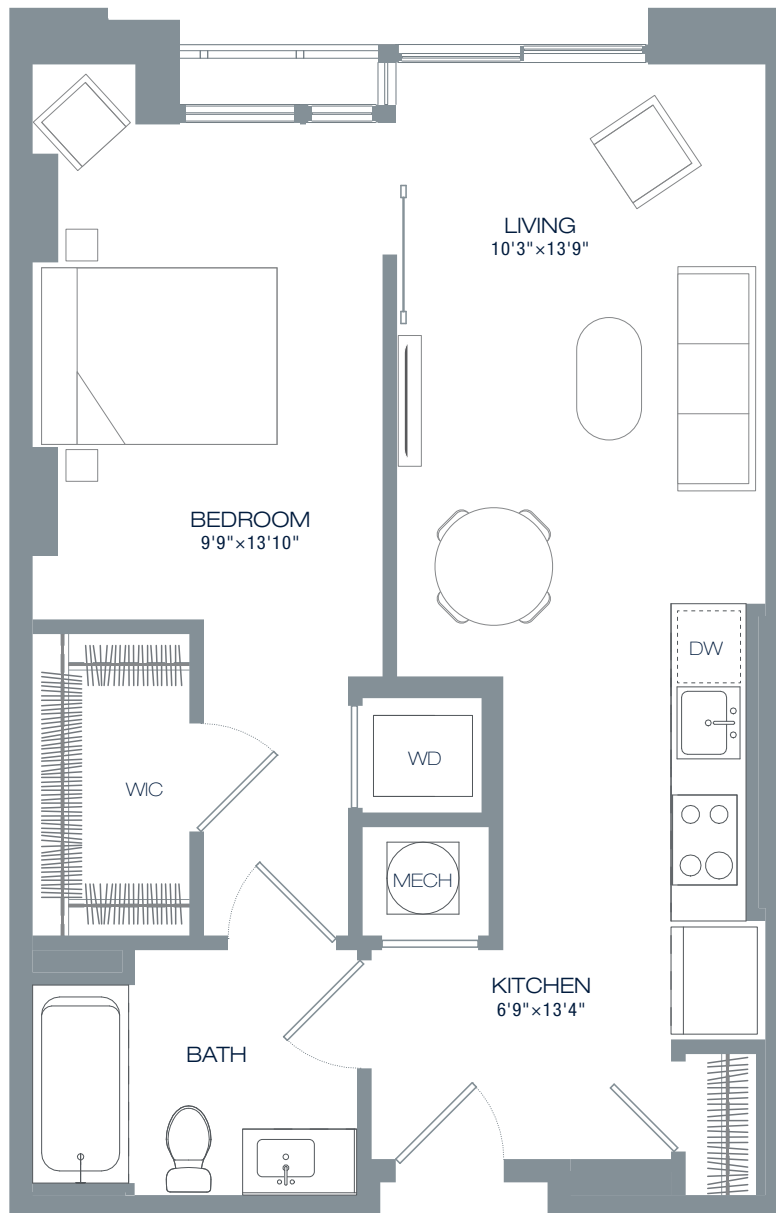 LIVING
10'3"×13'9"
BEDROOM
9'9"×13'10"
DW
WD
WIC
MECH
KITCHEN
6'9"×13'4"
BATH